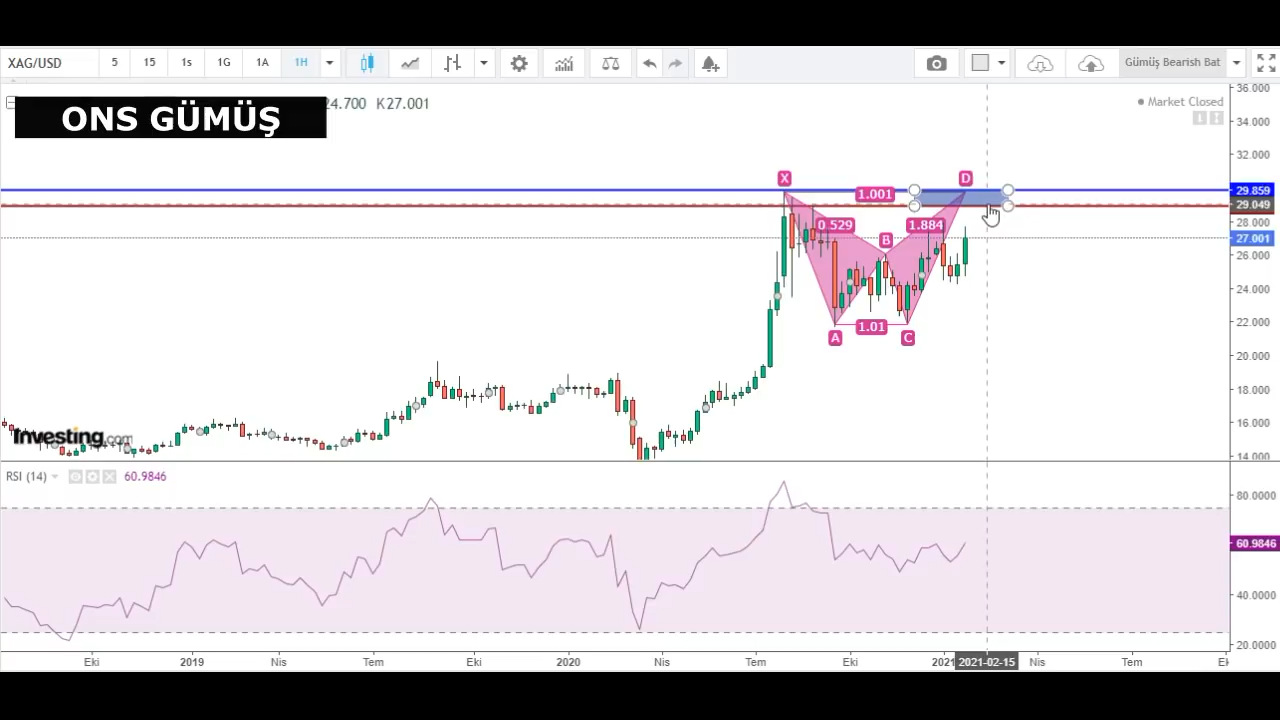 XAG/USD 5 15 1s 1G 1A 1H Gümüş Bearish Bat
ONS GÜMÜŞ
24.700 K27.001
Market Closed
36.000
34.000
32.000
29.859
29.049
28.000
27.001
26.000
24.000
22.000
20.000
18.000
16.000
14.000
X D
1.001
0.529 1.884
B
1.01
A C
Investing.com
RSI (14) 60.9846
80.0000
60.9846
40.0000
20.0000
Eki 2019 Nis Tem Eki 2020 Nis Tem Eki 2021 2021-02-15 Nis Tem